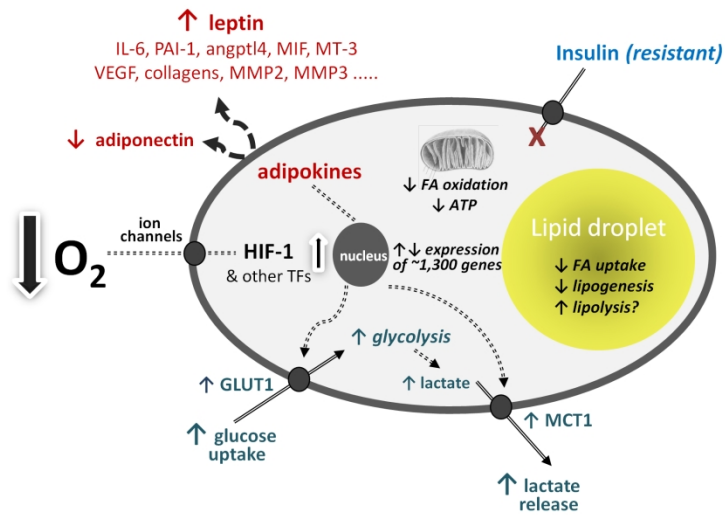 ↑ leptin
IL-6, PAI-1, angptl4, MIF, MT-3
VEGF, collagens, MMP2, MMP3 .....
Insulin (resistant)
X
↓ adiponectin
adipokines
↓ FA oxidation
↓ ATP
Lipid droplet
↓ FA uptake
↓ lipogenesis
↑ lipolysis?
↓ O2
ion
channels
HIF-1 ↑
& other TFs
nucleus
↑↓ expression
of ~1,300 genes
↑ glycolysis
↑ GLUT1
↑ lactate
↑ glucose
uptake
↑ MCT1
↑ lactate
release